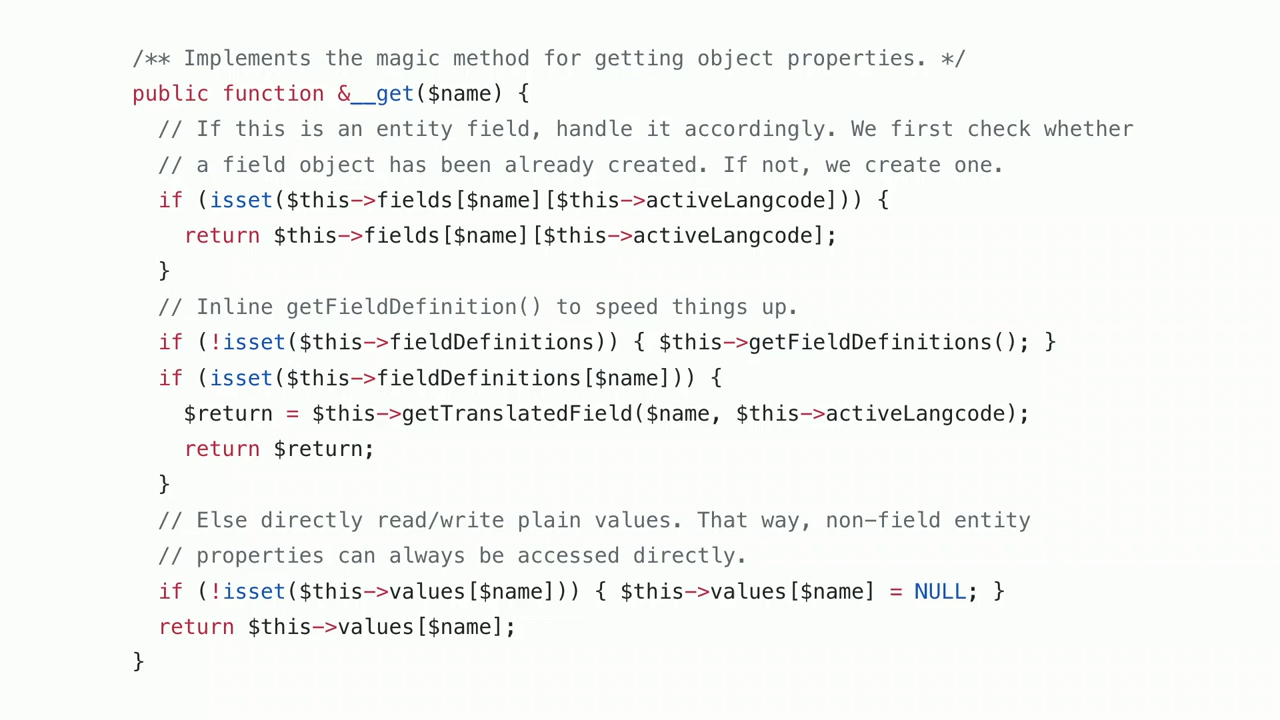 /** Implements the magic method for getting object properties. */
public function &__get($name) {
  // If this is an entity field, handle it accordingly. We first check whether
  // a field object has been already created. If not, we create one.
  if (isset($this->fields[$name][$this->activeLangcode])) {
    return $this->fields[$name][$this->activeLangcode];
  }
  // Inline getFieldDefinition() to speed things up.
  if (!isset($this->fieldDefinitions)) { $this->getFieldDefinitions(); }
  if (isset($this->fieldDefinitions[$name])) {
    $return = $this->getTranslatedField($name, $this->activeLangcode);
    return $return;
  }
  // Else directly read/write plain values. That way, non-field entity
  // properties can always be accessed directly.
  if (!isset($this->values[$name])) { $this->values[$name] = NULL; }
  return $this->values[$name];
}